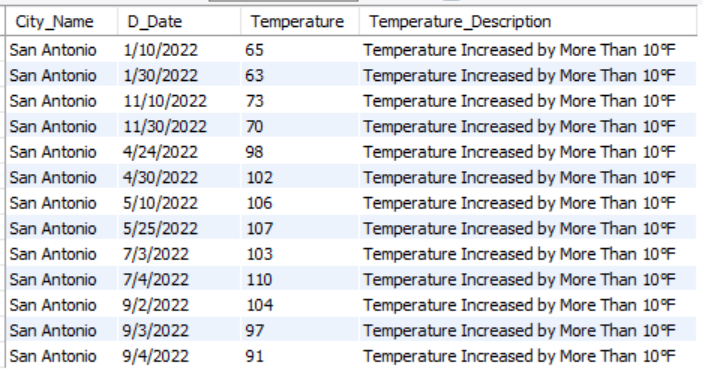 City_Name D_Date Temperature Temperature_Description
San Antonio 1/10/2022 65 Temperature Increased by More Than 10°F
San Antonio 1/30/2022 63 Temperature Increased by More Than 10°F
San Antonio 11/10/2022 73 Temperature Increased by More Than 10°F
San Antonio 11/30/2022 70 Temperature Increased by More Than 10°F
San Antonio 4/24/2022 98 Temperature Increased by More Than 10°F
San Antonio 4/30/2022 102 Temperature Increased by More Than 10°F
San Antonio 5/10/2022 106 Temperature Increased by More Than 10°F
San Antonio 5/25/2022 107 Temperature Increased by More Than 10°F
San Antonio 7/3/2022 103 Temperature Increased by More Than 10°F
San Antonio 7/4/2022 110 Temperature Increased by More Than 10°F
San Antonio 9/2/2022 104 Temperature Increased by More Than 10°F
San Antonio 9/3/2022 97 Temperature Increased by More Than 10°F
San Antonio 9/4/2022 91 Temperature Increased by More Than 10°F